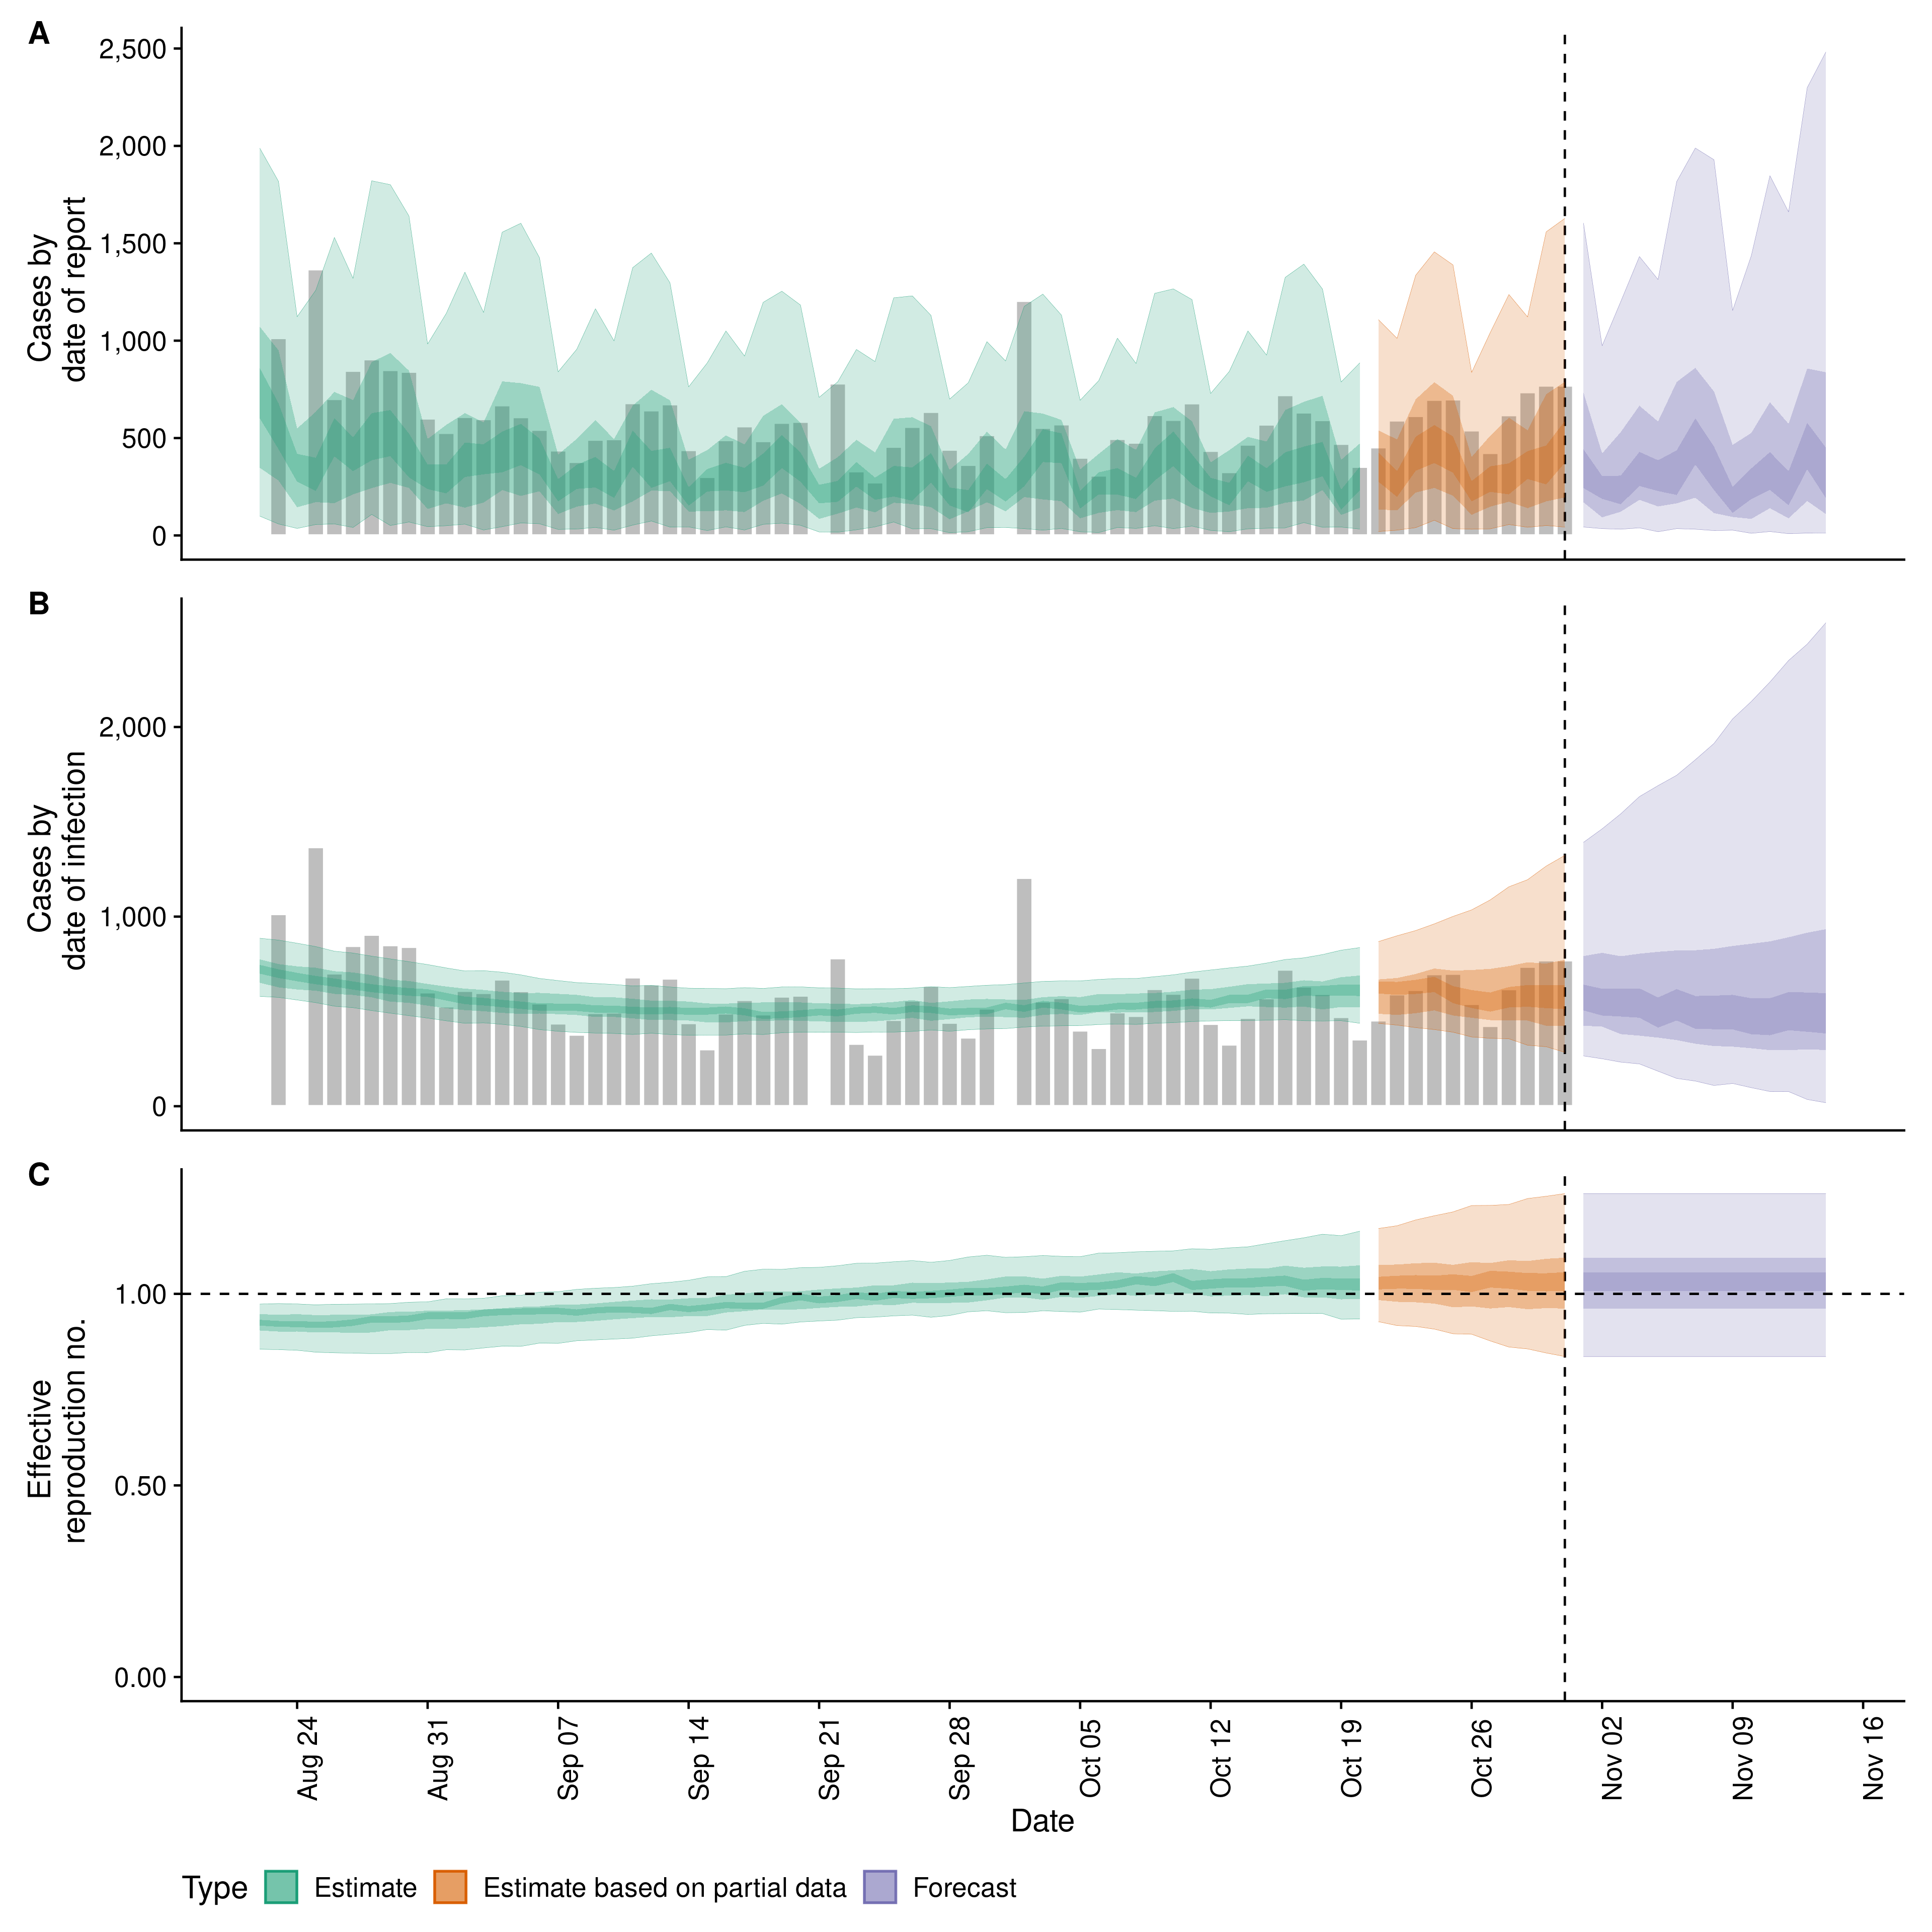 A
2,500
2,000
1,500
1,000
500
0
Cases by
date of report
B
2,000
1,000
0
Cases by
date of infection
C
1.00
0.50
0.00
Effective
reproduction no.
Aug 24
Aug 31
Sep 07
Sep 14
Sep 21
Sep 28
Oct 05
Oct 12
Oct 19
Oct 26
Nov 02
Nov 09
Nov 16
Date
Type Estimate Estimate based on partial data Forecast